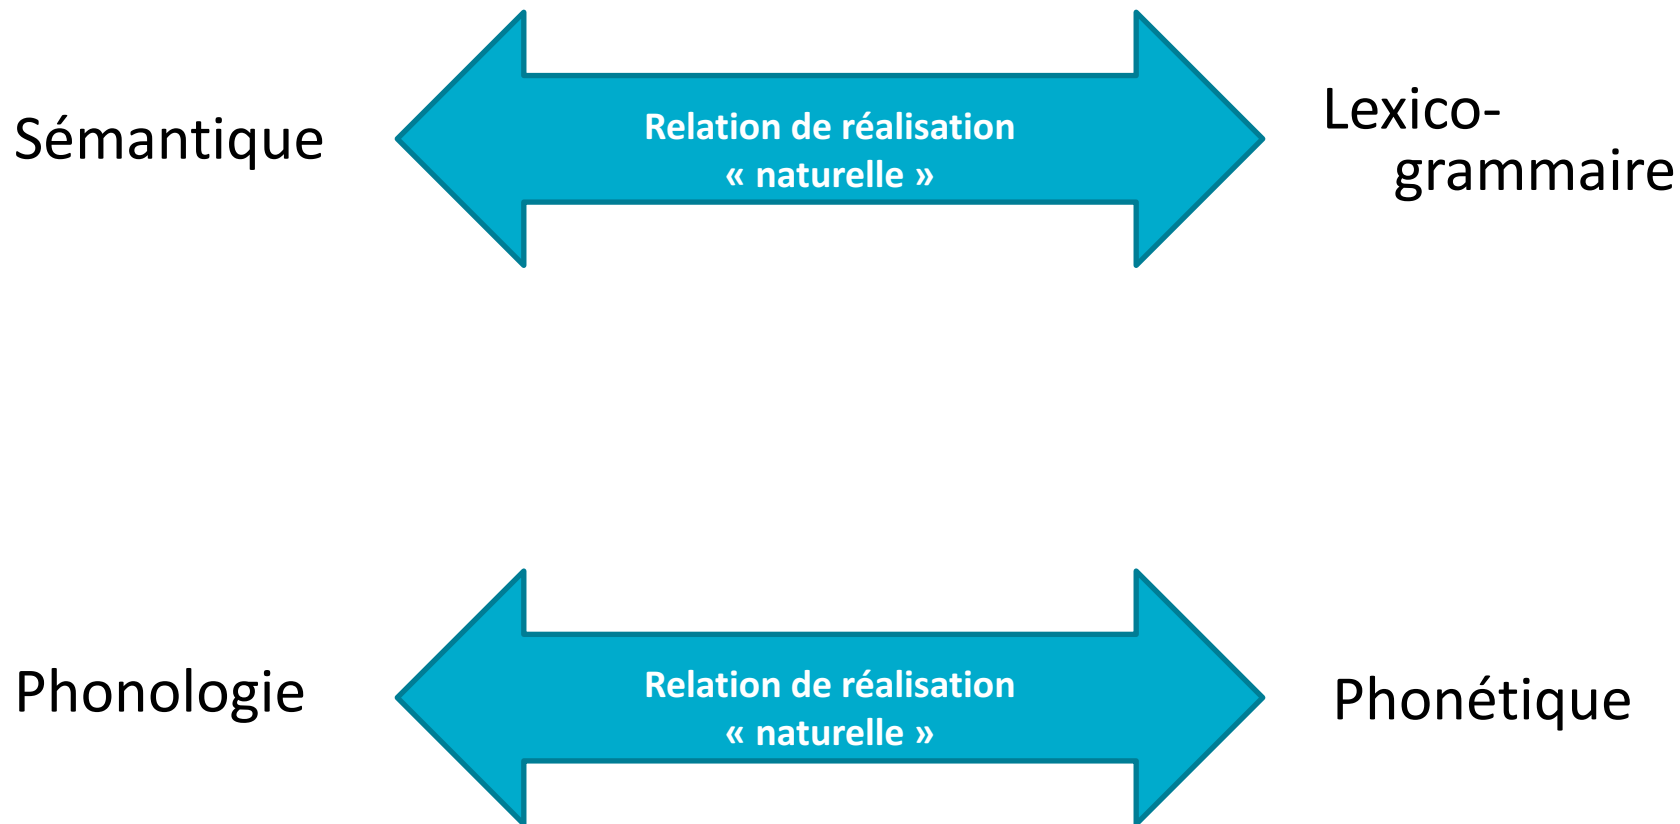 Sémantique
Relation de réalisation
« naturelle »
Lexico-
grammaire
Phonologie
Relation de réalisation
« naturelle »
Phonétique